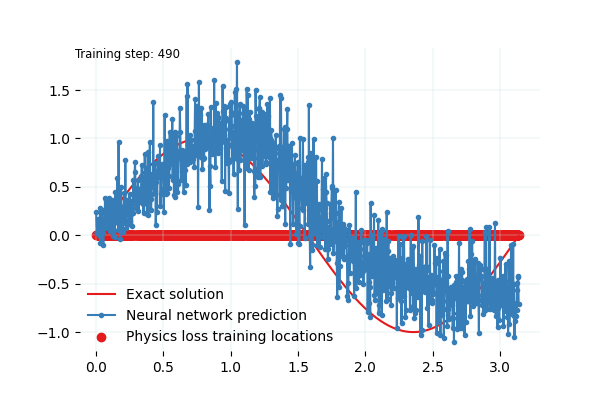 Training step: 490
1.5
1.0
0.5
0.0
−0.5
−1.0
Exact solution
Neural network prediction
Physics loss training locations
0.0 0.5 1.0 1.5 2.0 2.5 3.0